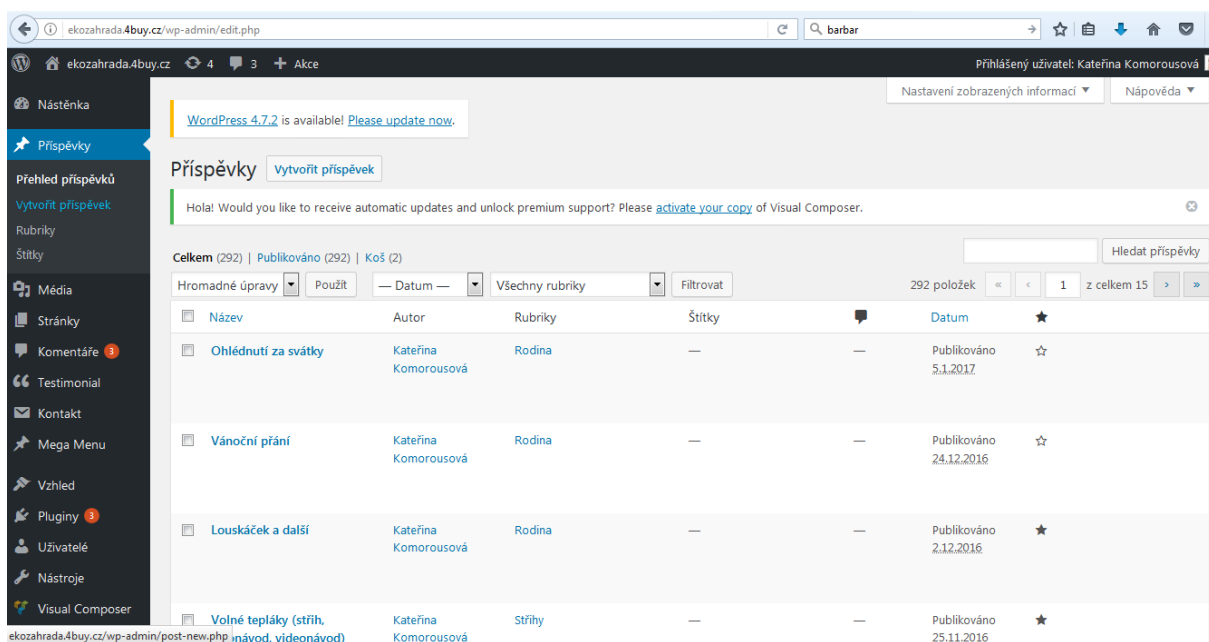 ekozahrada.4buy.cz/wp-admin/edit.php
barbar
ekozahrada.4buy.cz 4 3 + Akce
Přihlášený uživatel: Kateřina Komorousová
Nastavení zobrazených informací ▼ Nápověda ▼
Nástěnka
Příspěvky
Přehled příspěvků
Vytvořit příspěvek
Rubriky
Štítky
Média
Stránky
Komentáře 3
Testimonial
Kontakt
Mega Menu
Vzhled
Pluginy 3
Uživatelé
Nástroje
Visual Composer
ekozahrada.4buy.cz/wp-admin/post-new.php
WordPress 4.7.2 is available! Please update now.
Příspěvky Vytvořit příspěvek
Hola! Would you like to receive automatic updates and unlock premium support? Please activate your copy of Visual Composer.
Celkem (292) | Publikováno (292) | Koš (2)
Hledat příspěvky
Hromadné úpravy Použít — Datum — Všechny rubriky Filtrovat
292 položek « ‹ 1 z celkem 15 › »
Název Autor Rubriky Štítky Datum
Ohlédnutí za svátky Kateřina Rodina — — Publikováno
Komorousová 5.1.2017
Vánoční přání Kateřina Rodina — — Publikováno
Komorousová 24.12.2016
Louskáček a další Kateřina Rodina — — Publikováno
Komorousová 2.12.2016
Volné tepláky (střih, Kateřina Střihy — — Publikováno
návod, videonávod) Komorousová 25.11.2016